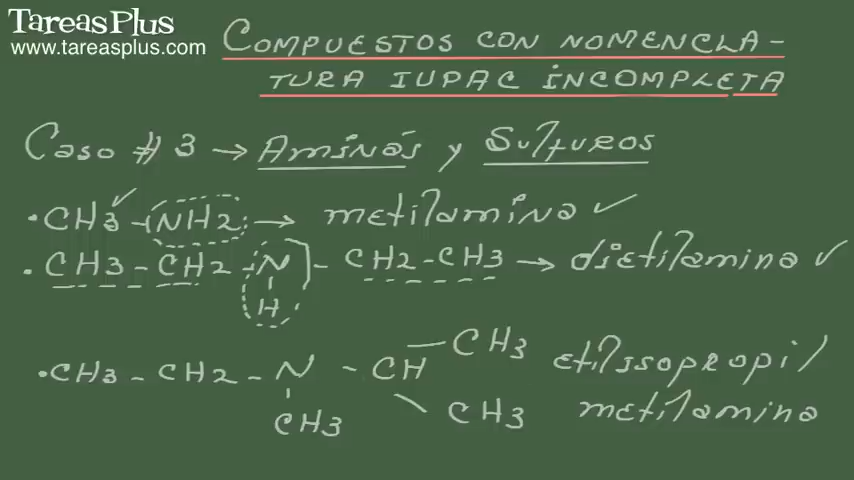 TAREASPLUS
www.tareasplus.com
COMPUESTOS CON NOMENCLA-
TURA IUPAC INCOMPLETA
Caso # 3 → Aminas y Sulfuros
• CH3 - NH2 → metilamina ✓
• CH3 - CH2 - N - CH2 - CH3 → dietilamina ✓
H
CH3
• CH3 - CH2 - N - CH etilisopropil
CH3 CH3 metilamina